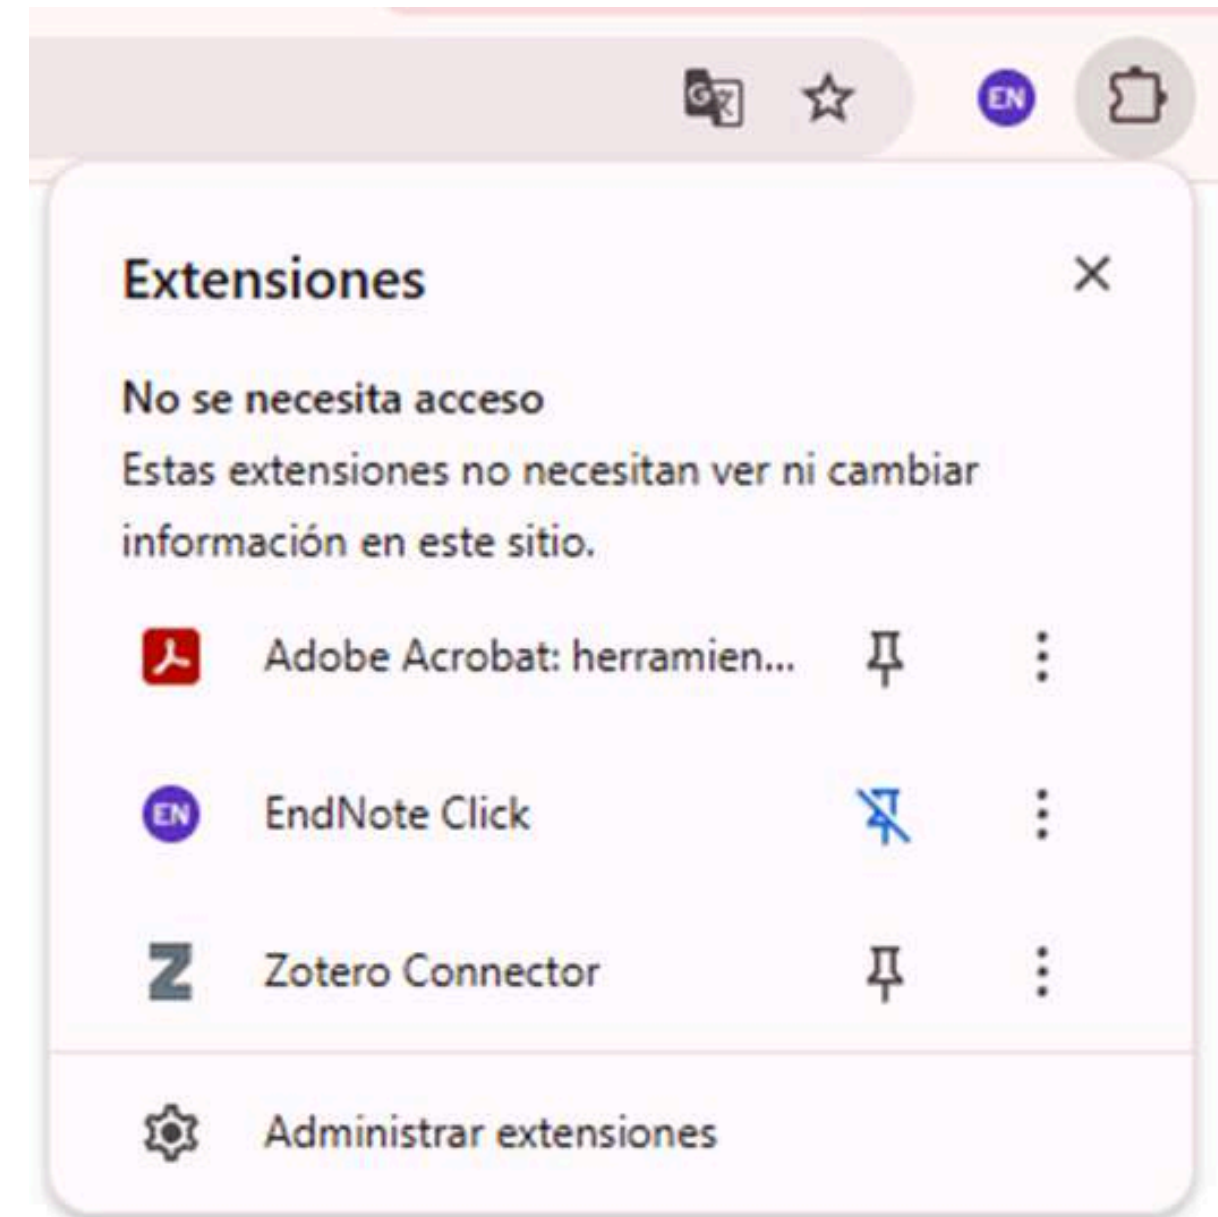 G 文
EN
Extensiones
No se necesita acceso
Estas extensiones no necesitan ver ni cambiar
información en este sitio.
Adobe Acrobat: herramien...
EN EndNote Click
Z Zotero Connector
Administrar extensiones